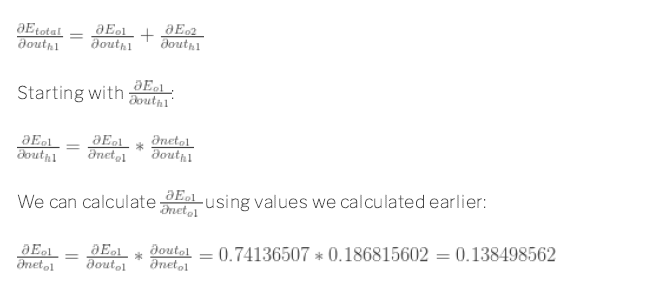 ∂E_total/∂out_h1 = ∂E_o1/∂out_h1 + ∂E_o2/∂out_h1
Starting with ∂E_o1/∂out_h1:
∂E_o1/∂out_h1 = ∂E_o1/∂net_o1 * ∂net_o1/∂out_h1
We can calculate ∂E_o1/∂net_o1 using values we calculated earlier:
∂E_o1/∂net_o1 = ∂E_o1/∂out_o1 * ∂out_o1/∂net_o1 = 0.74136507 * 0.186815602 = 0.138498562